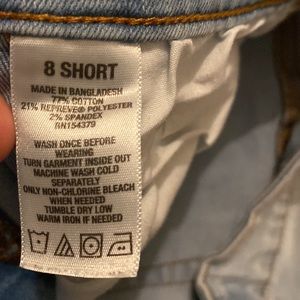 8 SHORT
MADE IN BANGLADESH
77% COTTON
21% REPREVE® POLYESTER
2% SPANDEX
RN154379
WASH ONCE BEFORE
WEARING
TURN GARMENT INSIDE OUT
MACHINE WASH COLD
SEPARATELY
ONLY NON-CHLORINE BLEACH
WHEN NEEDED
TUMBLE DRY LOW
WARM IRON IF NEEDED